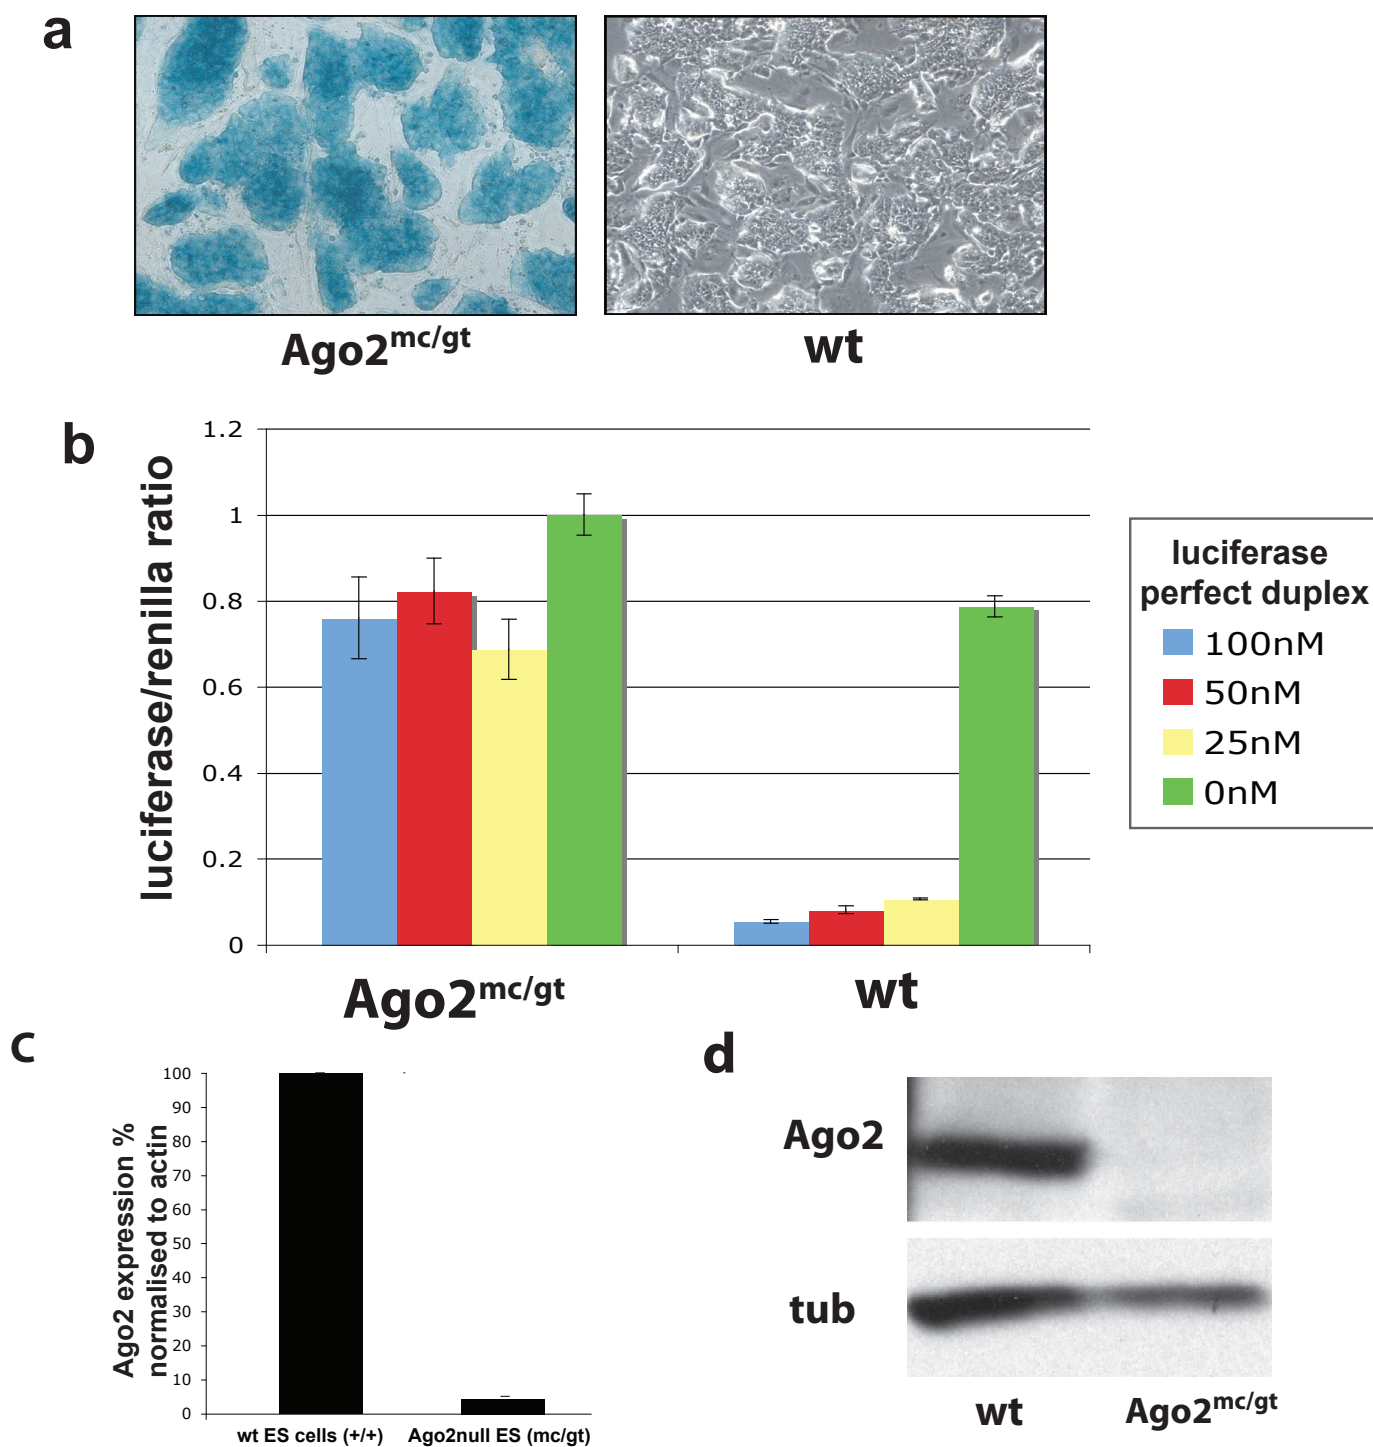 a
Ago2mc/gt
wt
b
luciferase/renilla ratio
1.2
1
0.8
0.6
0.4
0.2
0
Ago2mc/gt
wt
luciferase
perfect duplex
100nM
50nM
25nM
0nM
c
Ago2 expression %
normalised to actin
100
90
80
70
60
50
40
30
20
10
0
wt ES cells (+/+)
Ago2null ES (mc/gt)
d
Ago2
tub
wt
Ago2mc/gt